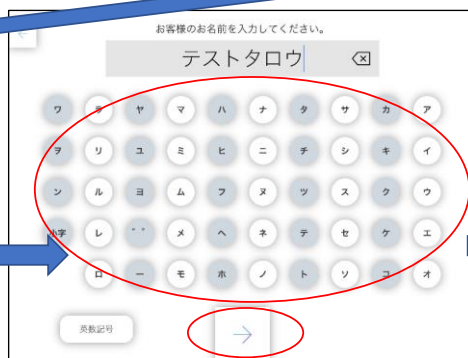 お客様のお名前を入力してください。
テストタロウ
ワ ラ ヤ マ ハ ナ タ サ カ ア
ヲ リ ユ ミ ヒ ニ チ シ キ イ
ン ル ヨ ム フ ヌ ツ ス ク ウ
小字 レ ゛゜ メ ヘ ネ テ セ ケ エ
ロ ー モ ホ ノ ト ソ コ オ
英数記号